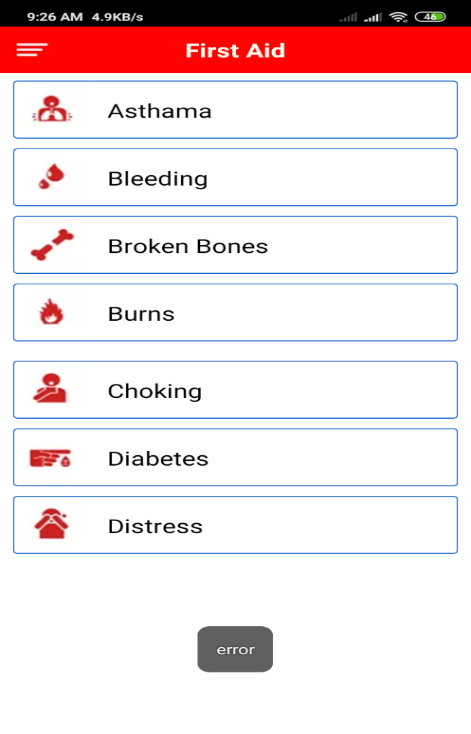 9:26 AM 4.9KB/s 46
First Aid
Asthama
Bleeding
Broken Bones
Burns
Choking
Diabetes
Distress
error